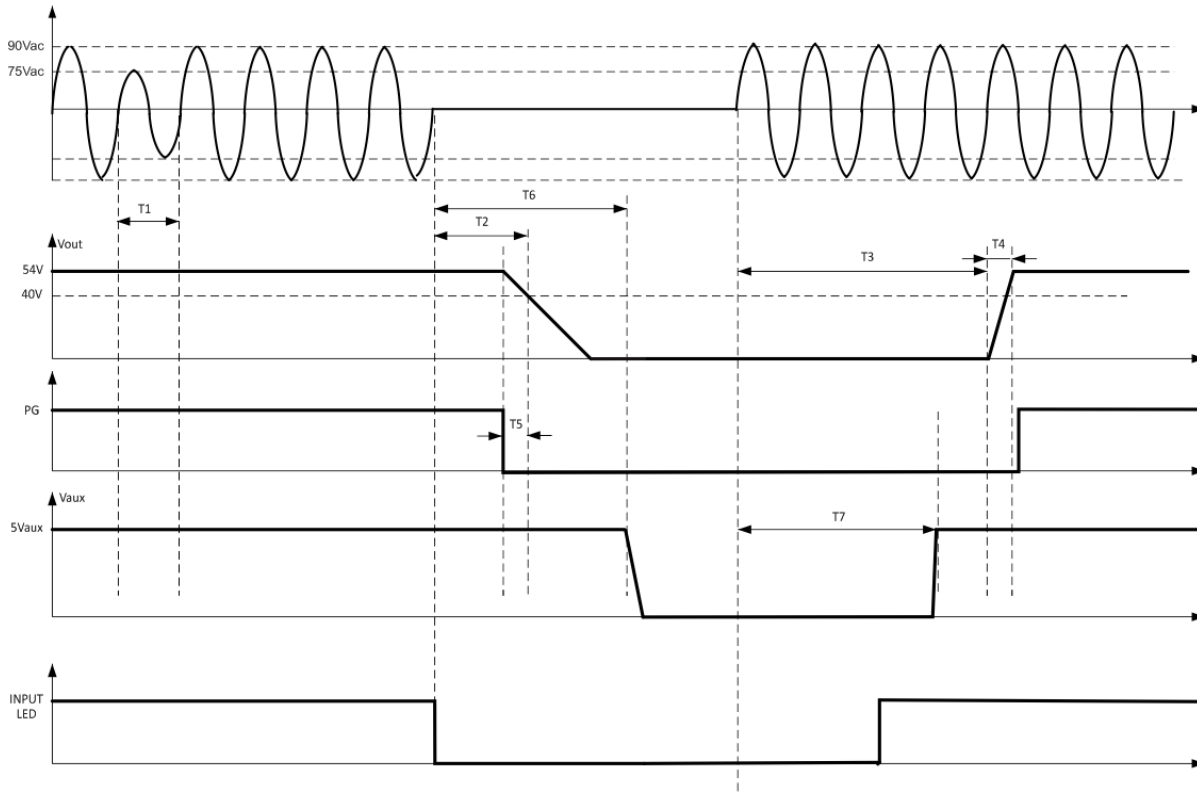 90Vac
75Vac
T1
T6
T2
Vout
54V
40V
T3
T4
PG
T5
Vaux
5Vaux
T7
INPUT
LED